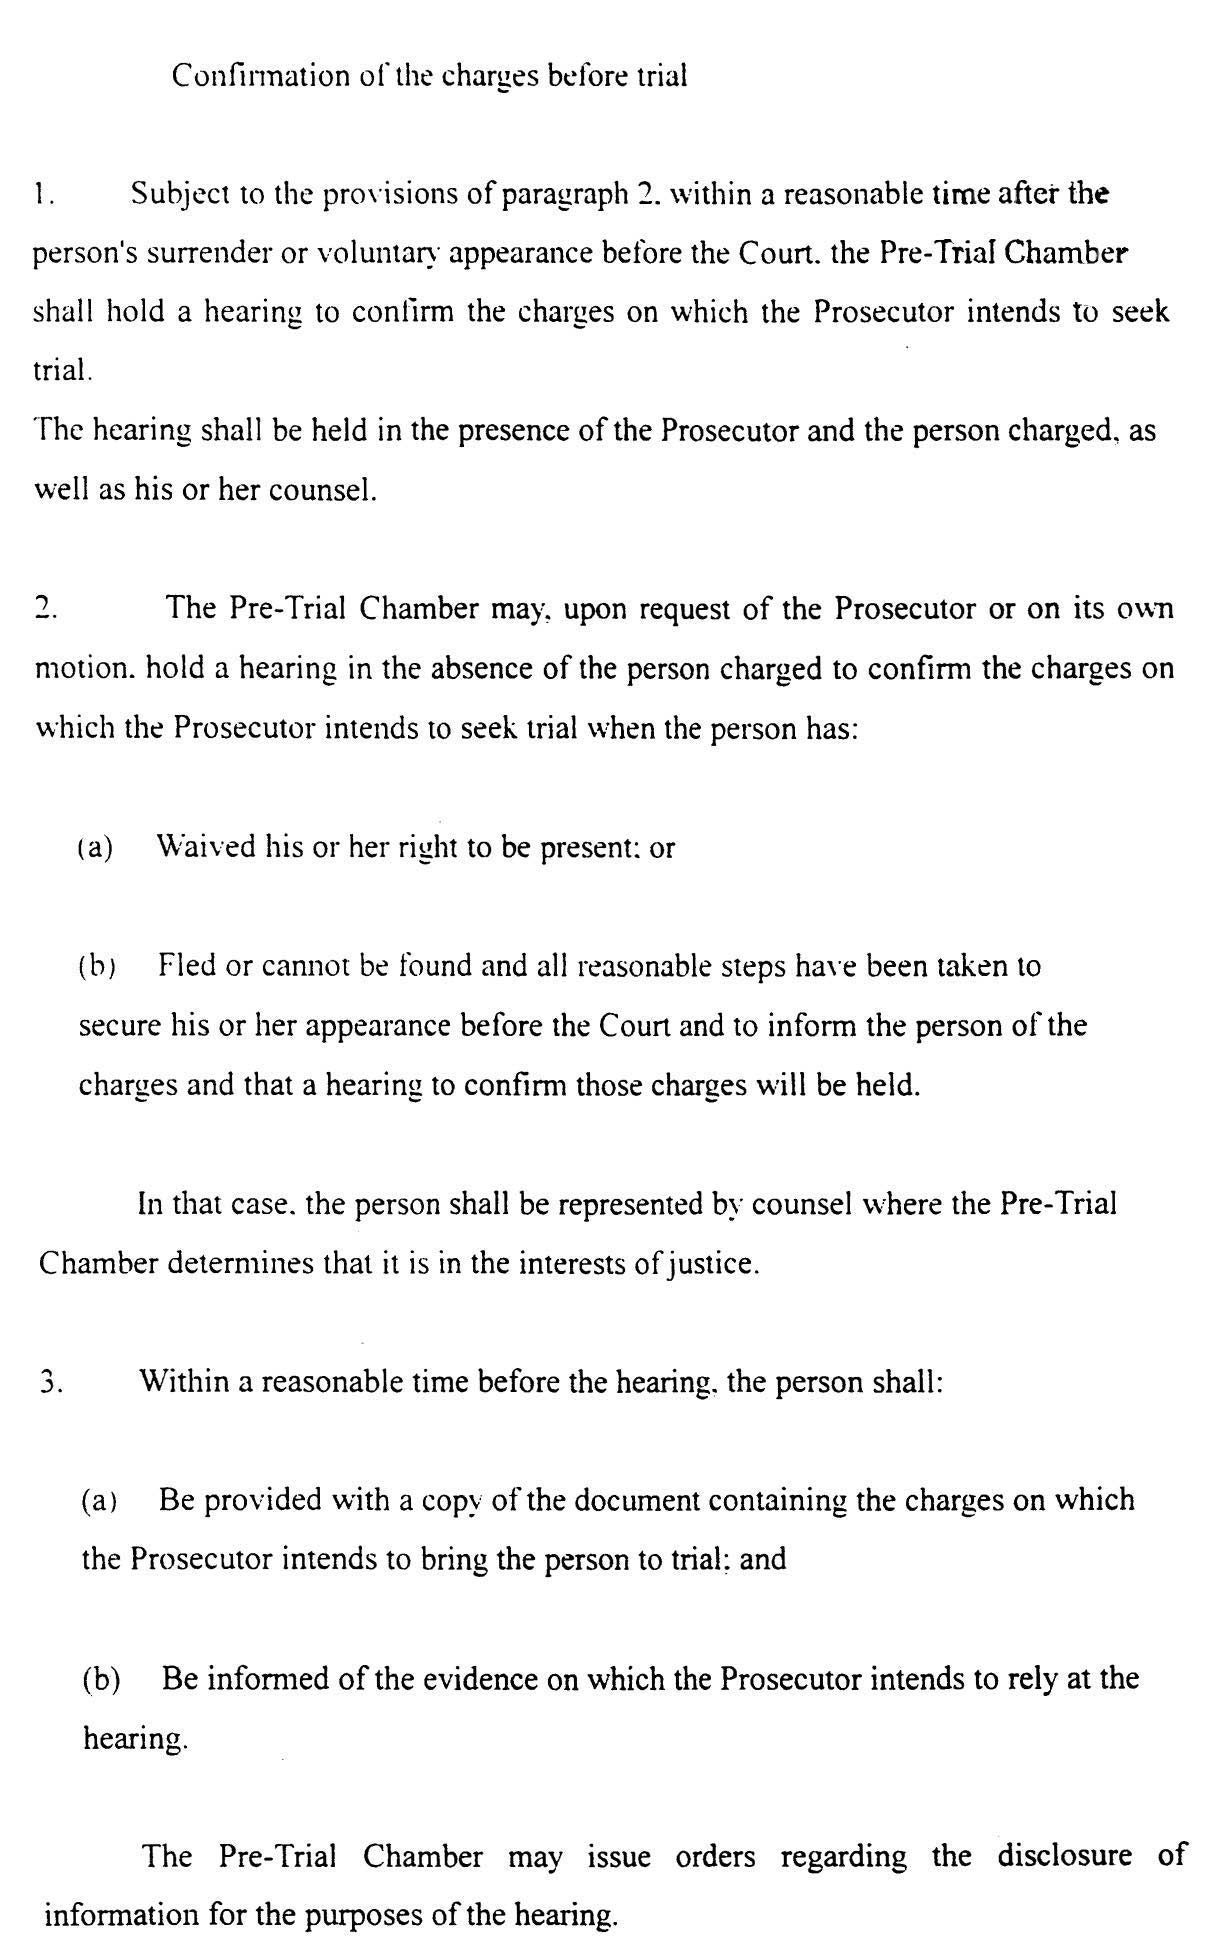 Confirmation of the charges before trial
1. Subject to the provisions of paragraph 2, within a reasonable time after the
person's surrender or voluntary appearance before the Court, the Pre-Trial Chamber
shall hold a hearing to confirm the charges on which the Prosecutor intends to seek
trial.
The hearing shall be held in the presence of the Prosecutor and the person charged, as
well as his or her counsel.
2. The Pre-Trial Chamber may, upon request of the Prosecutor or on its own
motion, hold a hearing in the absence of the person charged to confirm the charges on
which the Prosecutor intends to seek trial when the person has:
(a) Waived his or her right to be present; or
(b) Fled or cannot be found and all reasonable steps have been taken to
secure his or her appearance before the Court and to inform the person of the
charges and that a hearing to confirm those charges will be held.
In that case, the person shall be represented by counsel where the Pre-Trial
Chamber determines that it is in the interests of justice.
3. Within a reasonable time before the hearing, the person shall:
(a) Be provided with a copy of the document containing the charges on which
the Prosecutor intends to bring the person to trial; and
(b) Be informed of the evidence on which the Prosecutor intends to rely at the
hearing.
The Pre-Trial Chamber may issue orders regarding the disclosure of
information for the purposes of the hearing.